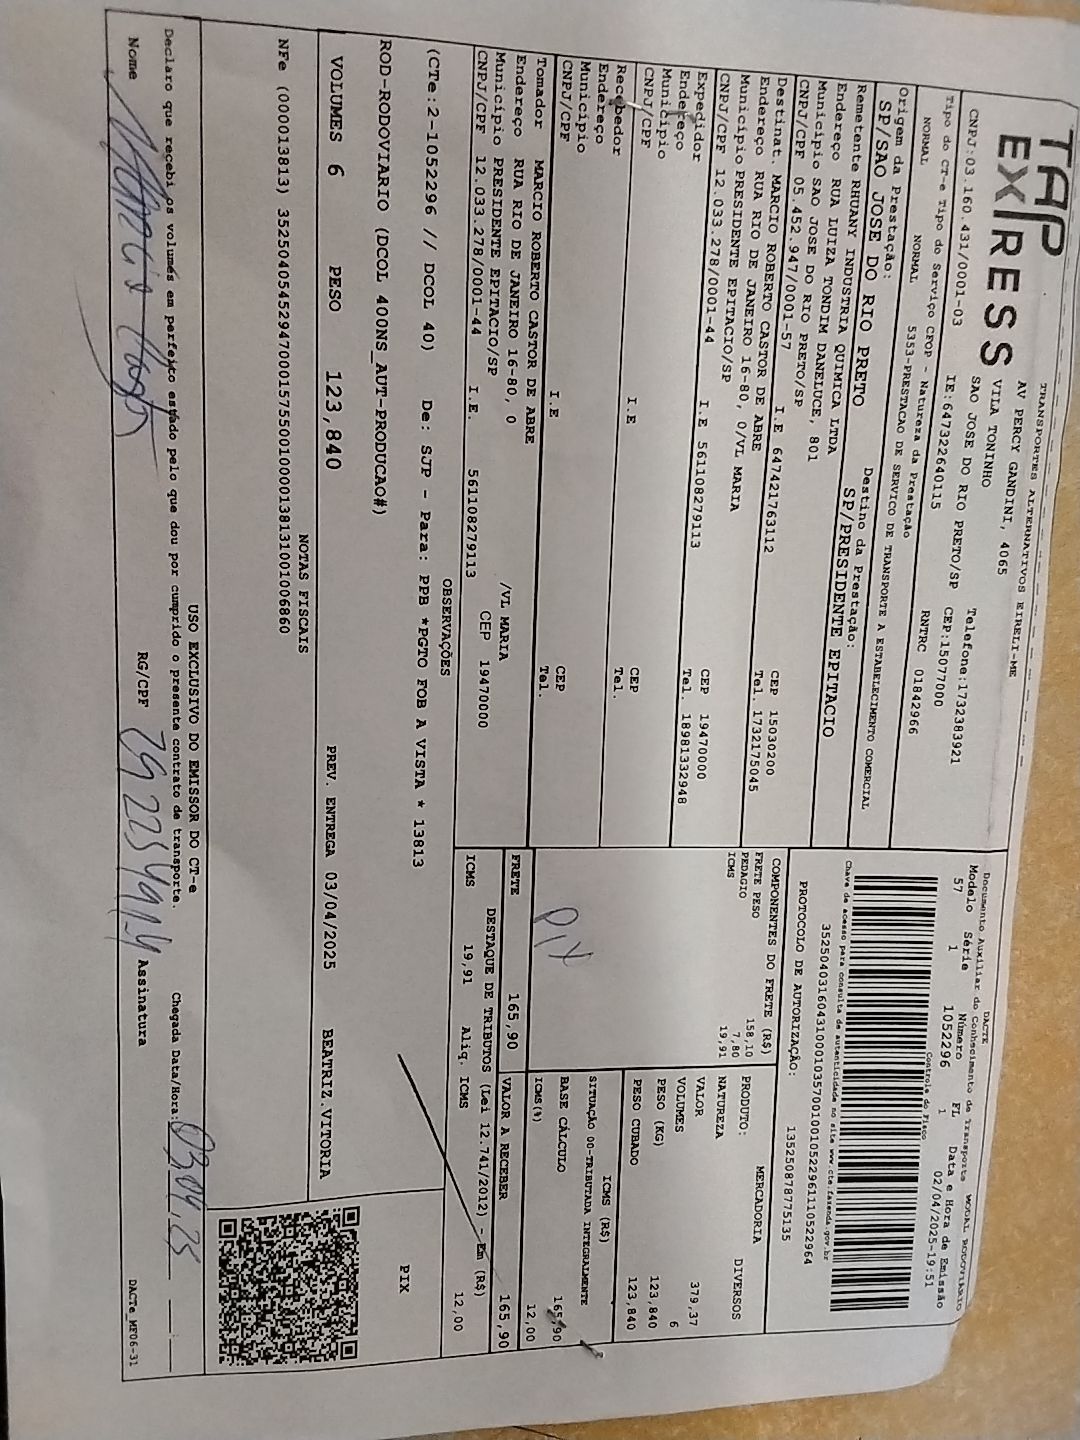 TRANSPORTES ALTERNATIVOS EIRELI-ME
TAP
EXPRESS
AV PERCY GANDINI, 4065
VILA TONINHO
Telefone:1732383921
CNPJ:03.160.431/0001-03
IE:647322640115
SAO JOSE DO RIO PRETO/SP
CEP:15077000
Tipo do CT-e Tipo do Serviço CFOP - Natureza da Prestação
RNTRC 01842966
NORMAL NORMAL 5353-PRESTACAO DE SERVICO DE TRANSPORTE A ESTABELECIMENTO COMERCIAL
Origem da Prestação: Destino da Prestação:
SP/SAO JOSE DO RIO PRETO SP/PRESIDENTE EPITACIO
Remetente RHUANY INDUSTRIA QUIMICA LTDA
Endereço RUA LUIZA TONDIM DANELUCE, 801
Município SAO JOSE DO RIO PRETO/SP CEP 15030200
CNPJ/CPF 05.452.947/0001-57 I.E 647421763112 Tel. 1732175045
Destinat. MARCIO ROBERTO CASTOR DE ABRE
Endereço RUA RIO DE JANEIRO 16-80, 0/VL MARIA
Município PRESIDENTE EPITACIO/SP CEP 19470000
CNPJ/CPF 12.033.278/0001-44 I.E 561108279113 Tel. 18981332948
Expedidor
Endereço
Município CEP
CNPJ/CPF I.E Tel.
Recebedor
Endereço
Município CEP
CNPJ/CPF I.E Tel.
Tomador MARCIO ROBERTO CASTOR DE ABRE
Endereço RUA RIO DE JANEIRO 16-80, 0 /VL MARIA
Município PRESIDENTE EPITACIO/SP CEP 19470000
CNPJ/CPF 12.033.278/0001-44 I.E. 561108279113
DACTE MODAL RODOVIÁRIO
Documento Auxiliar do Conhecimento de Transporte
Modelo Série Número FL Data e Hora de Emissão
57 1 1052296 1 02/04/2025-19:51
Controle do Fisco
Chave de acesso para consulta de autenticidade no site www.cte.fazenda.gov.br
35250403160431000103570010010522961110522964
PROTOCOLO DE AUTORIZAÇÃO: 135250878775135
COMPONENTES DO FRETE (R$)
FRETE PESO 158,10
PEDAGIO 7,80
ICMS 19,91
PIX
FRETE 165,90
MERCADORIA
PRODUTO: DIVERSOS
NATUREZA
VALOR 379,37
VOLUMES 6
PESO (KG) 123,840
PESO CUBADO 123,840
ICMS (R$)
SITUAÇÃO 00-TRIBUTADA INTEGRALMENTE
BASE CÁLCULO 165,90
ICMS(%) 12,00
VALOR A RECEBER 165,90
DESTAQUE DE TRIBUTOS (Lei 12.741/2012) - Em (R$)
ICMS 19,91 Aliq. ICMS 12,00
OBSERVAÇÕES
(CTe:2-1052296 // DCOL 40) De: SJP - Para: PPB *PGTO FOB A VISTA * 13813
PIX
ROD-RODOVIARIO (DCOL 400NS_AUT-PRODUCAO#)
VOLUMES 6 PESO 123,840 PREV. ENTREGA 03/04/2025 BEATRIZ.VITORIA
NOTAS FISCAIS
NFe (000013813) 35250405452947000157550010000138131001006860
USO EXCLUSIVO DO EMISSOR DO CT-e
Declaro que recebi os volumes em perfeito estado pelo que dou por cumprido o presente contrato de transporte. Chegada Data/Hora: 03.04.25
Nome RG/CPF Assinatura
DACTe_MF06-31